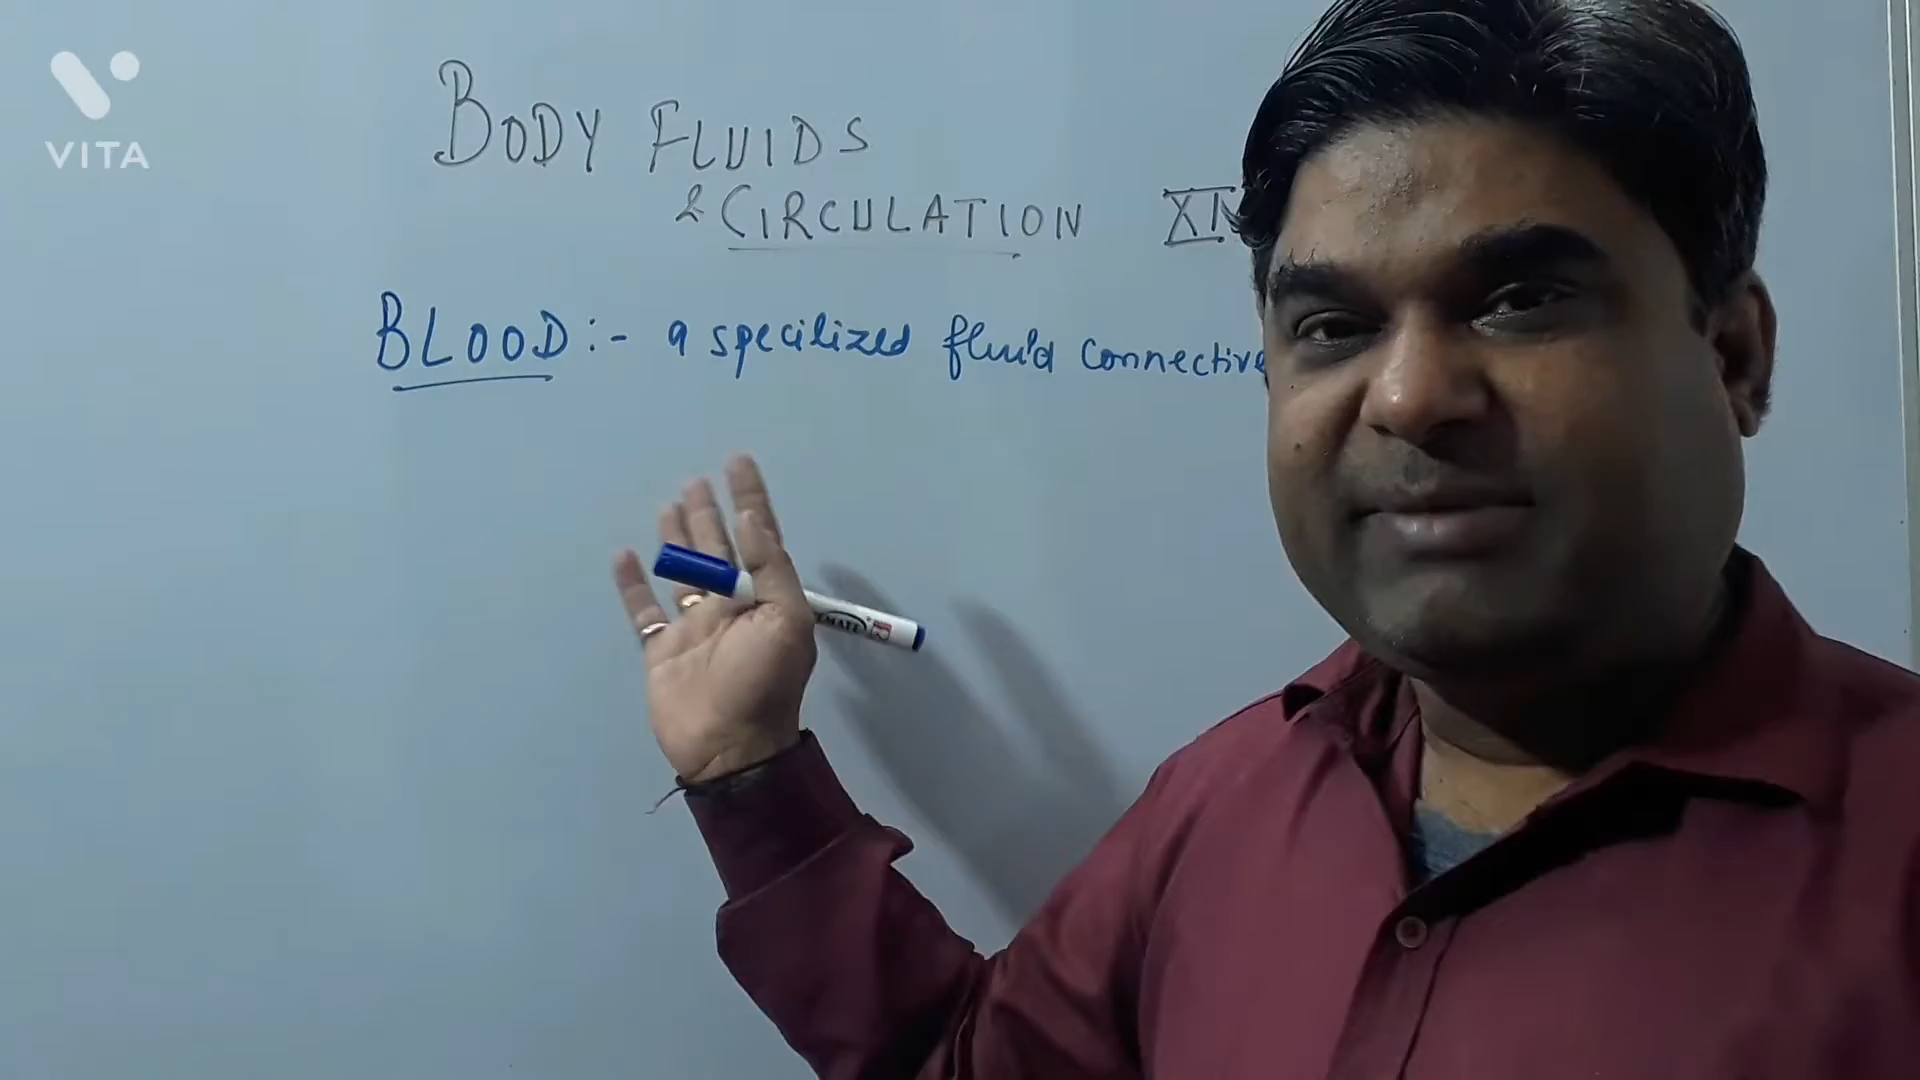 VITA
BODY FLUIDS
& CIRCULATION
BLOOD :- a specilized fluid connective